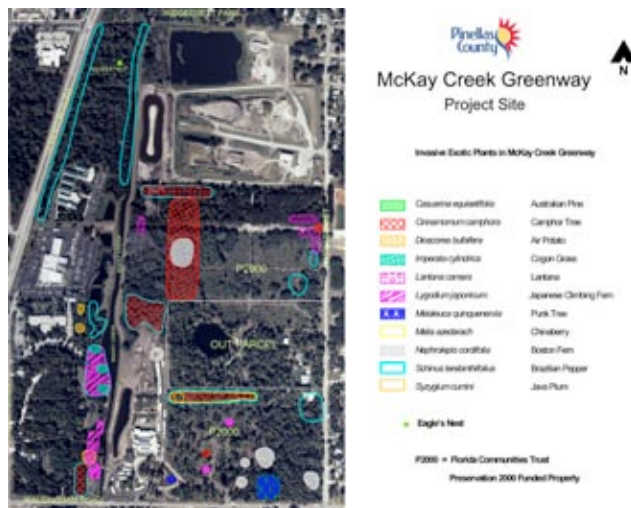 Pinellas
County
McKay Creek Greenway
Project Site
N
Invasive Exotic Plants in McKay Creek Greenway
Casuarina equisetifolia Australian Pine
Cinnamomum camphora Camphor Tree
Dioscorea bulbifera Air Potato
Imperata cylindrica Cogon Grass
Lantana camara Lantana
Lygodium japonicum Japanese Climbing Fern
Melaleuca quinquenervia Punk Tree
Melia azedarach Chinaberry
Nephrolepis cordifolia Boston Fern
Schinus terebinthifolius Brazilian Pepper
Syzygium cumini Java Plum
Eagle's Nest
P2000 = Florida Communities Trust
Preservation 2000 Funded Property
P2000
OUT PARCEL
P2000